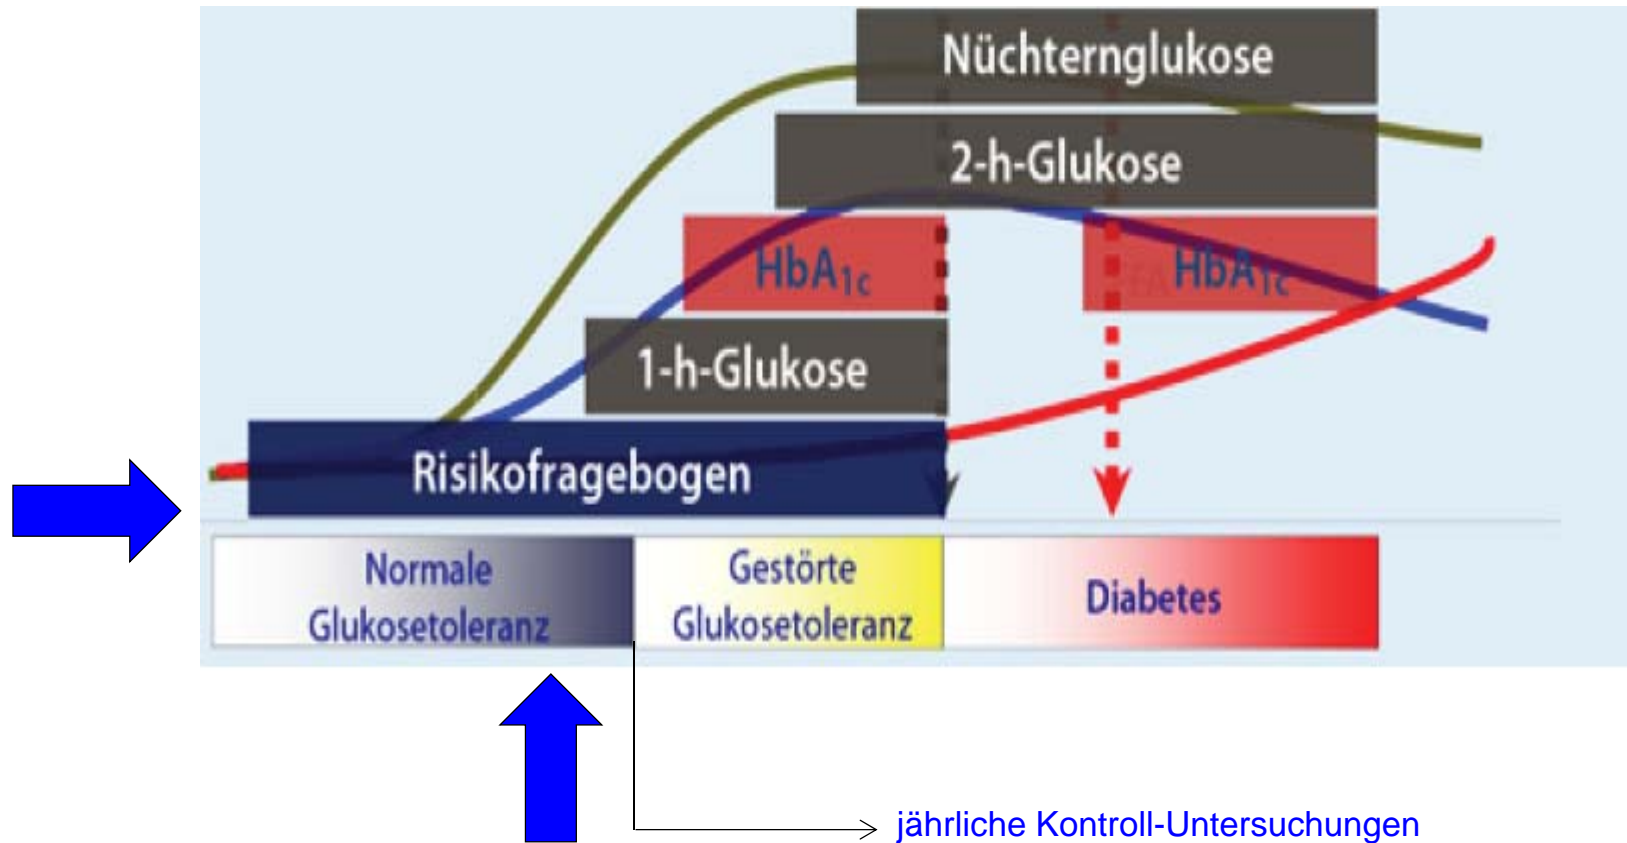 Nüchternglukose
2-h-Glukose
HbA1c
HbA1c
1-h-Glukose
Risikofragebogen
Normale
Glukosetoleranz
Gestörte
Glukosetoleranz
Diabetes
jährliche Kontroll-Untersuchungen